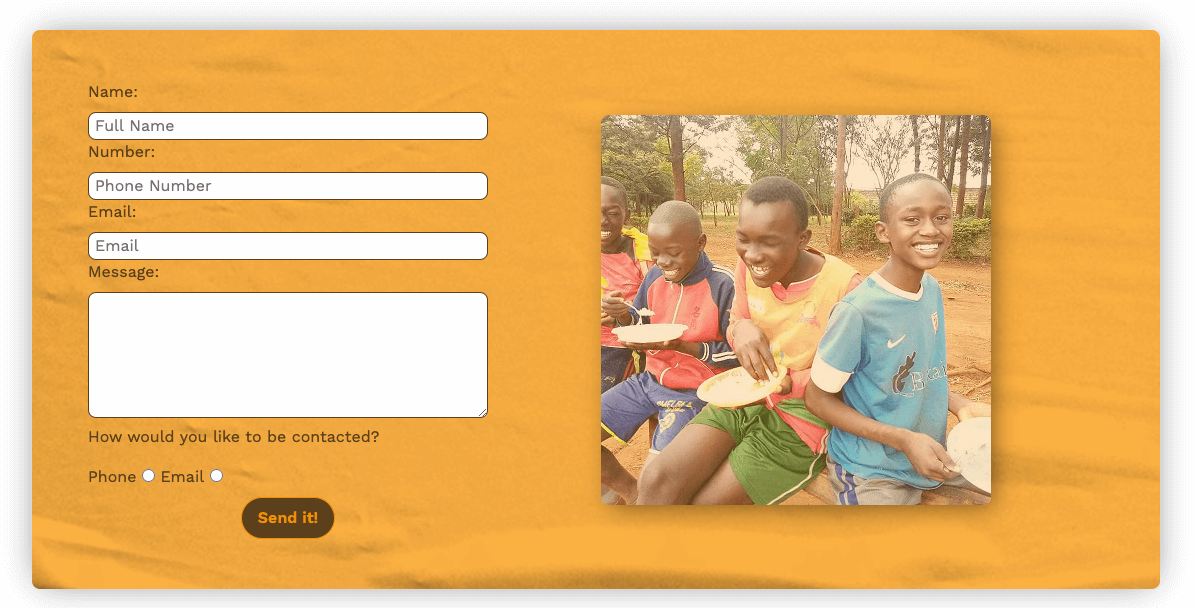 Name:
Full Name
Number:
Phone Number
Email:
Email
Message:
How would you like to be contacted?
Phone Email
Send it!